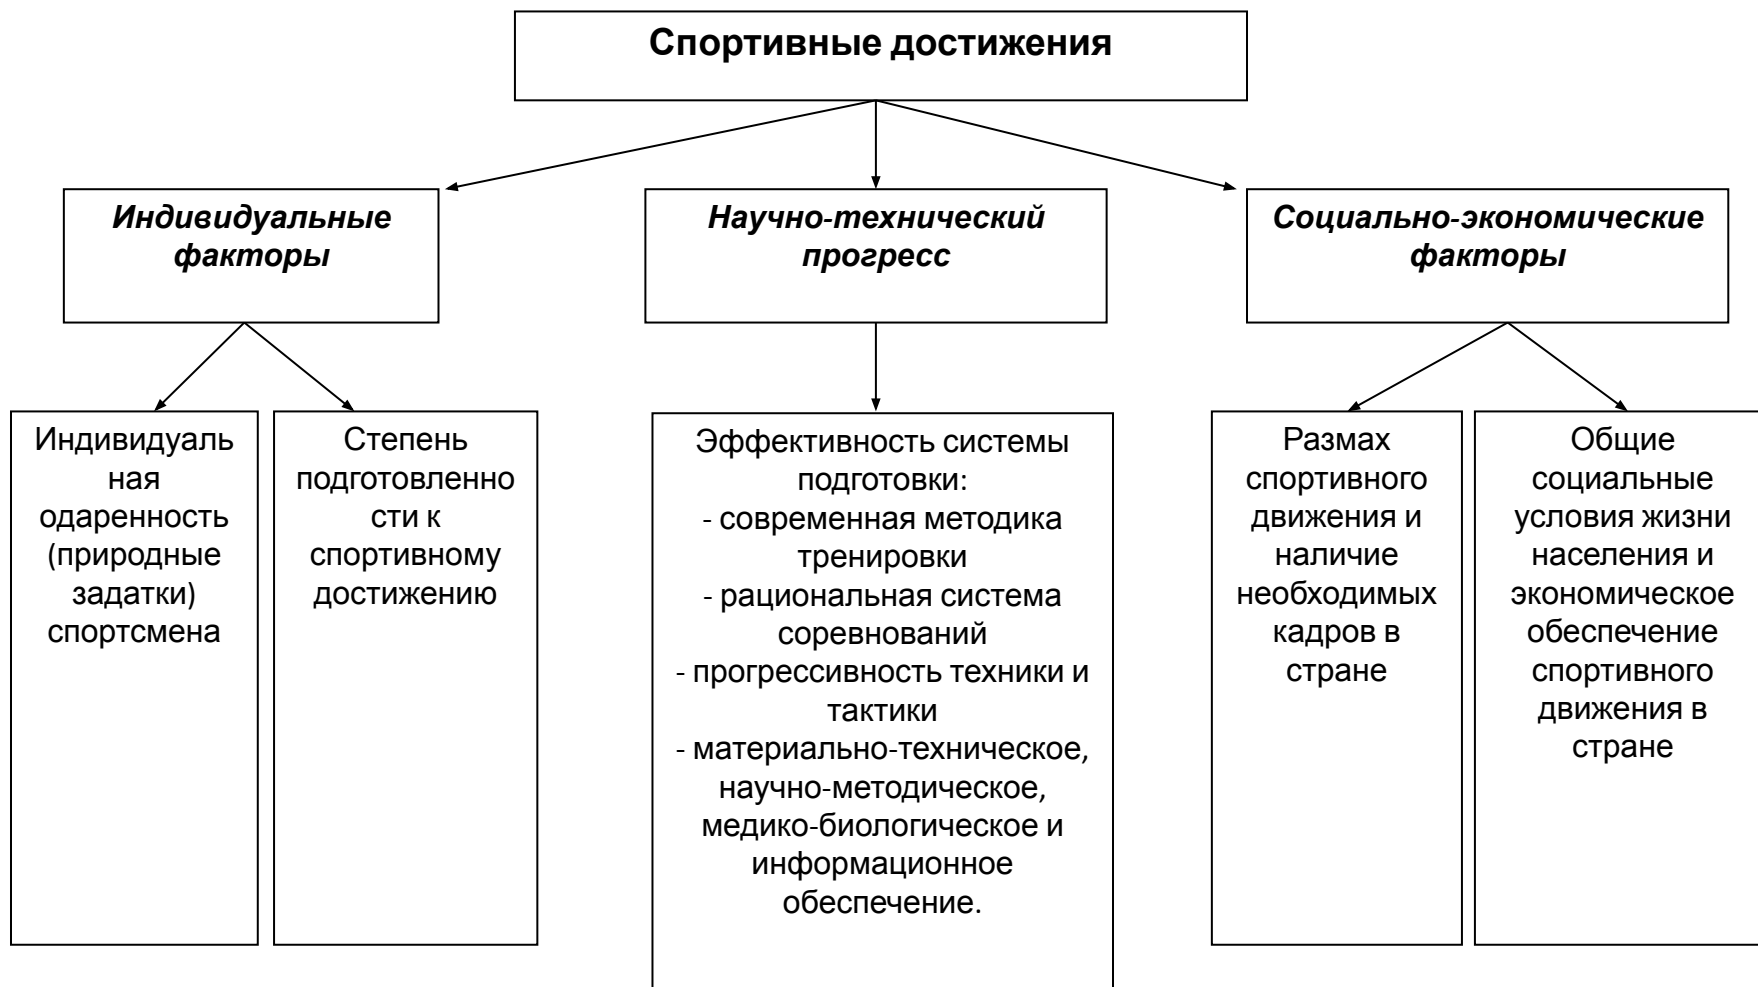 Спортивные достижения
Индивидуальные
факторы
Научно-технический
прогресс
Социально-экономические
факторы
Индивидуаль
ная
одаренность
(природные
задатки)
спортсмена
Степень
подготовленно
сти к
спортивному
достижению
Эффективность системы
подготовки:
- современная методика
тренировки
- рациональная система
соревнований
- прогрессивность техники и
тактики
- материально-техническое,
научно-методическое,
медико-биологическое и
информационное
обеспечение.
Размах
спортивного
движения и
наличие
необходимых
кадров в
стране
Общие
социальные
условия жизни
населения и
экономическое
обеспечение
спортивного
движения в
стране